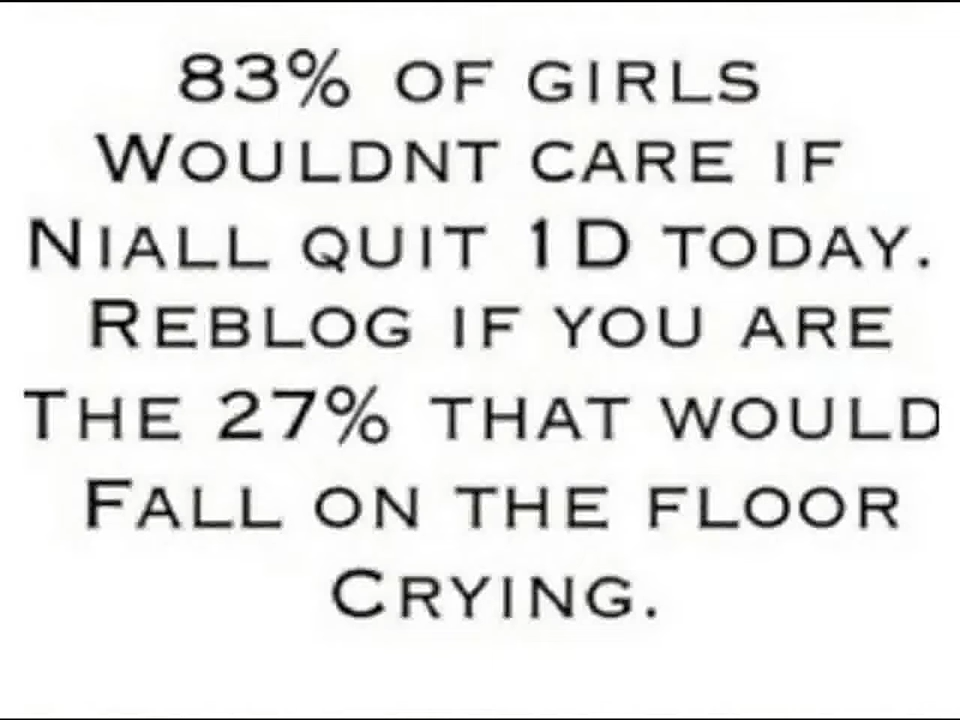 83% OF GIRLS
WOULDNT CARE IF
NIALL QUIT 1D TODAY.
REBLOG IF YOU ARE
THE 27% THAT WOULD
FALL ON THE FLOOR
CRYING.